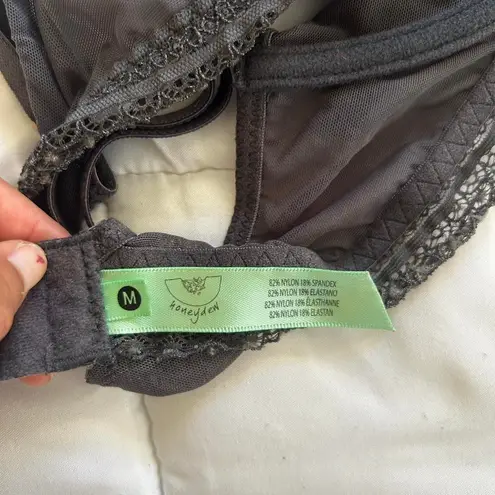 M
honeydew
82% NYLON 18% SPANDEX
82% NYLON 18% ELASTANO
82% NYLON 18% ÉLASTHANNE
82% NYLON 18% ELASTAN